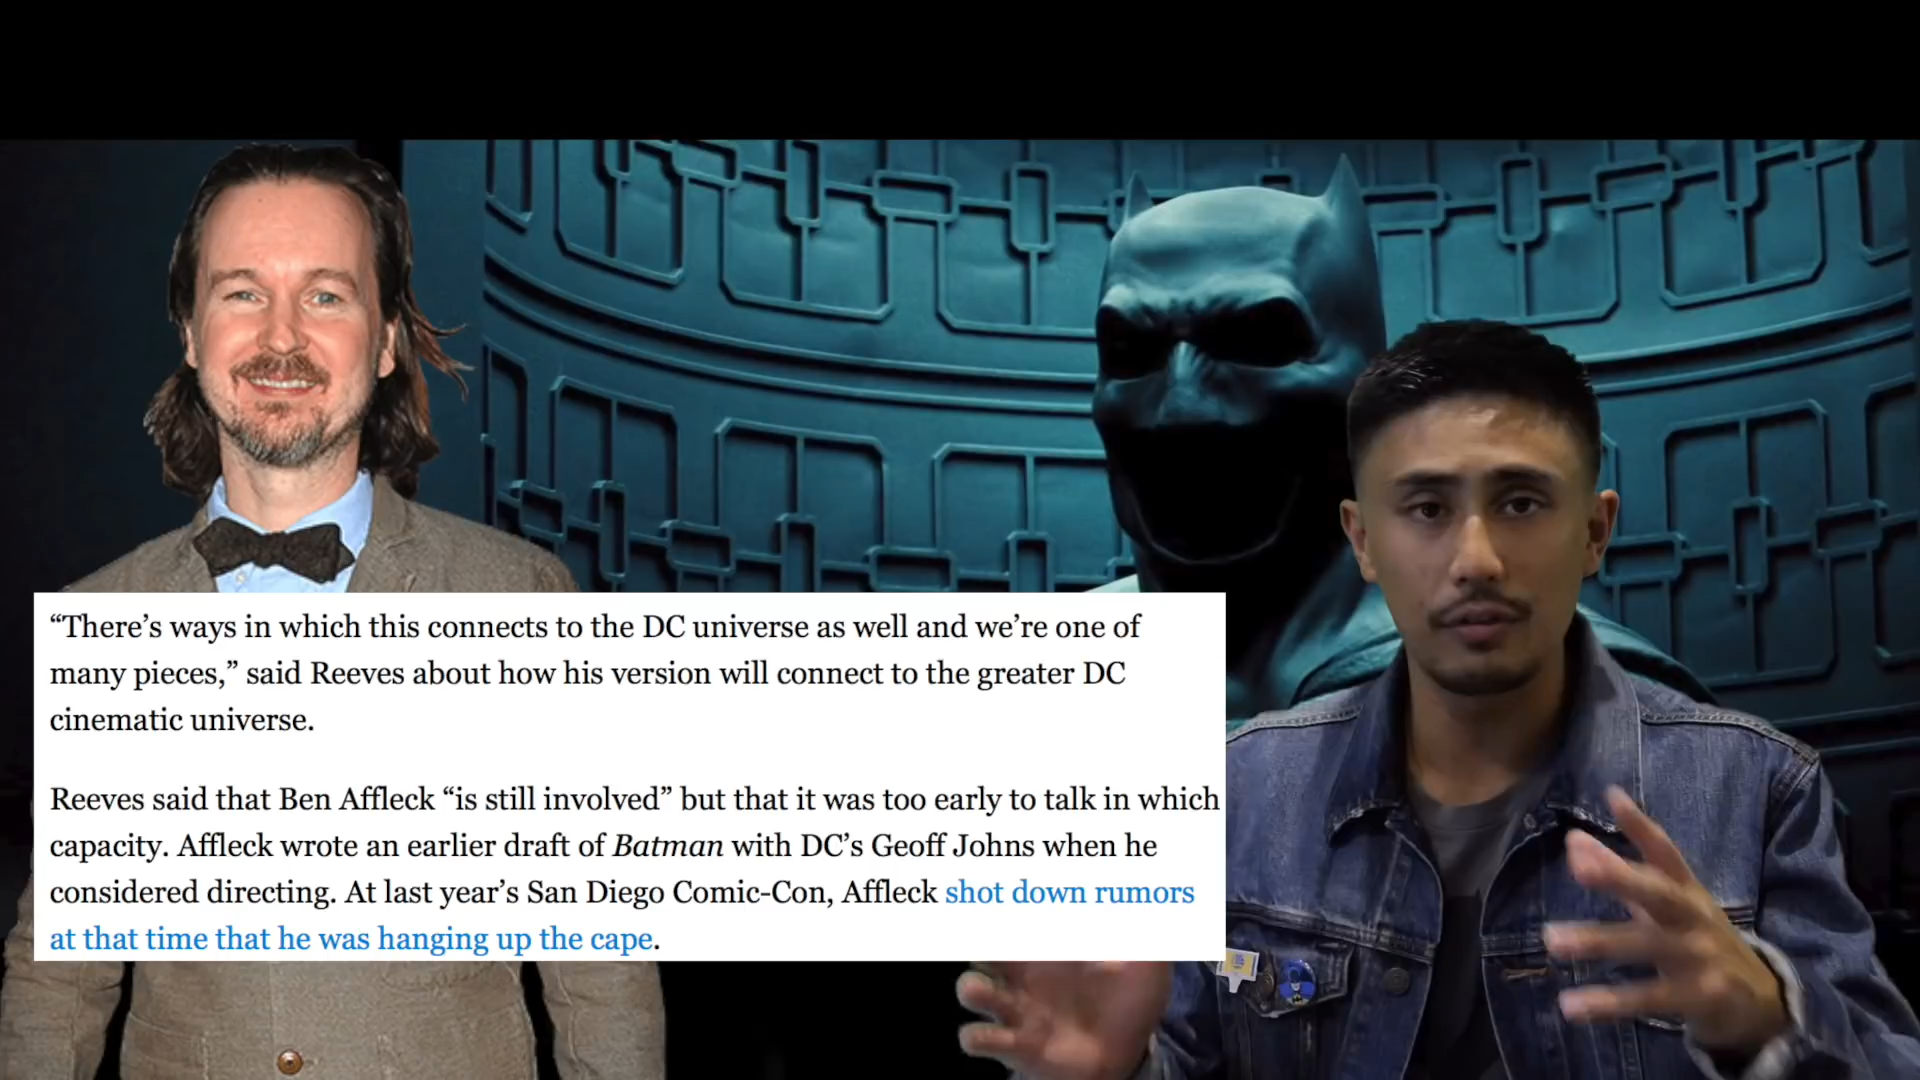 “There’s ways in which this connects to the DC universe as well and we’re one of
many pieces,” said Reeves about how his version will connect to the greater DC
cinematic universe.
Reeves said that Ben Affleck “is still involved” but that it was too early to talk in which
capacity. Affleck wrote an earlier draft of Batman with DC’s Geoff Johns when he
considered directing. At last year’s San Diego Comic-Con, Affleck shot down rumors
at that time that he was hanging up the cape.